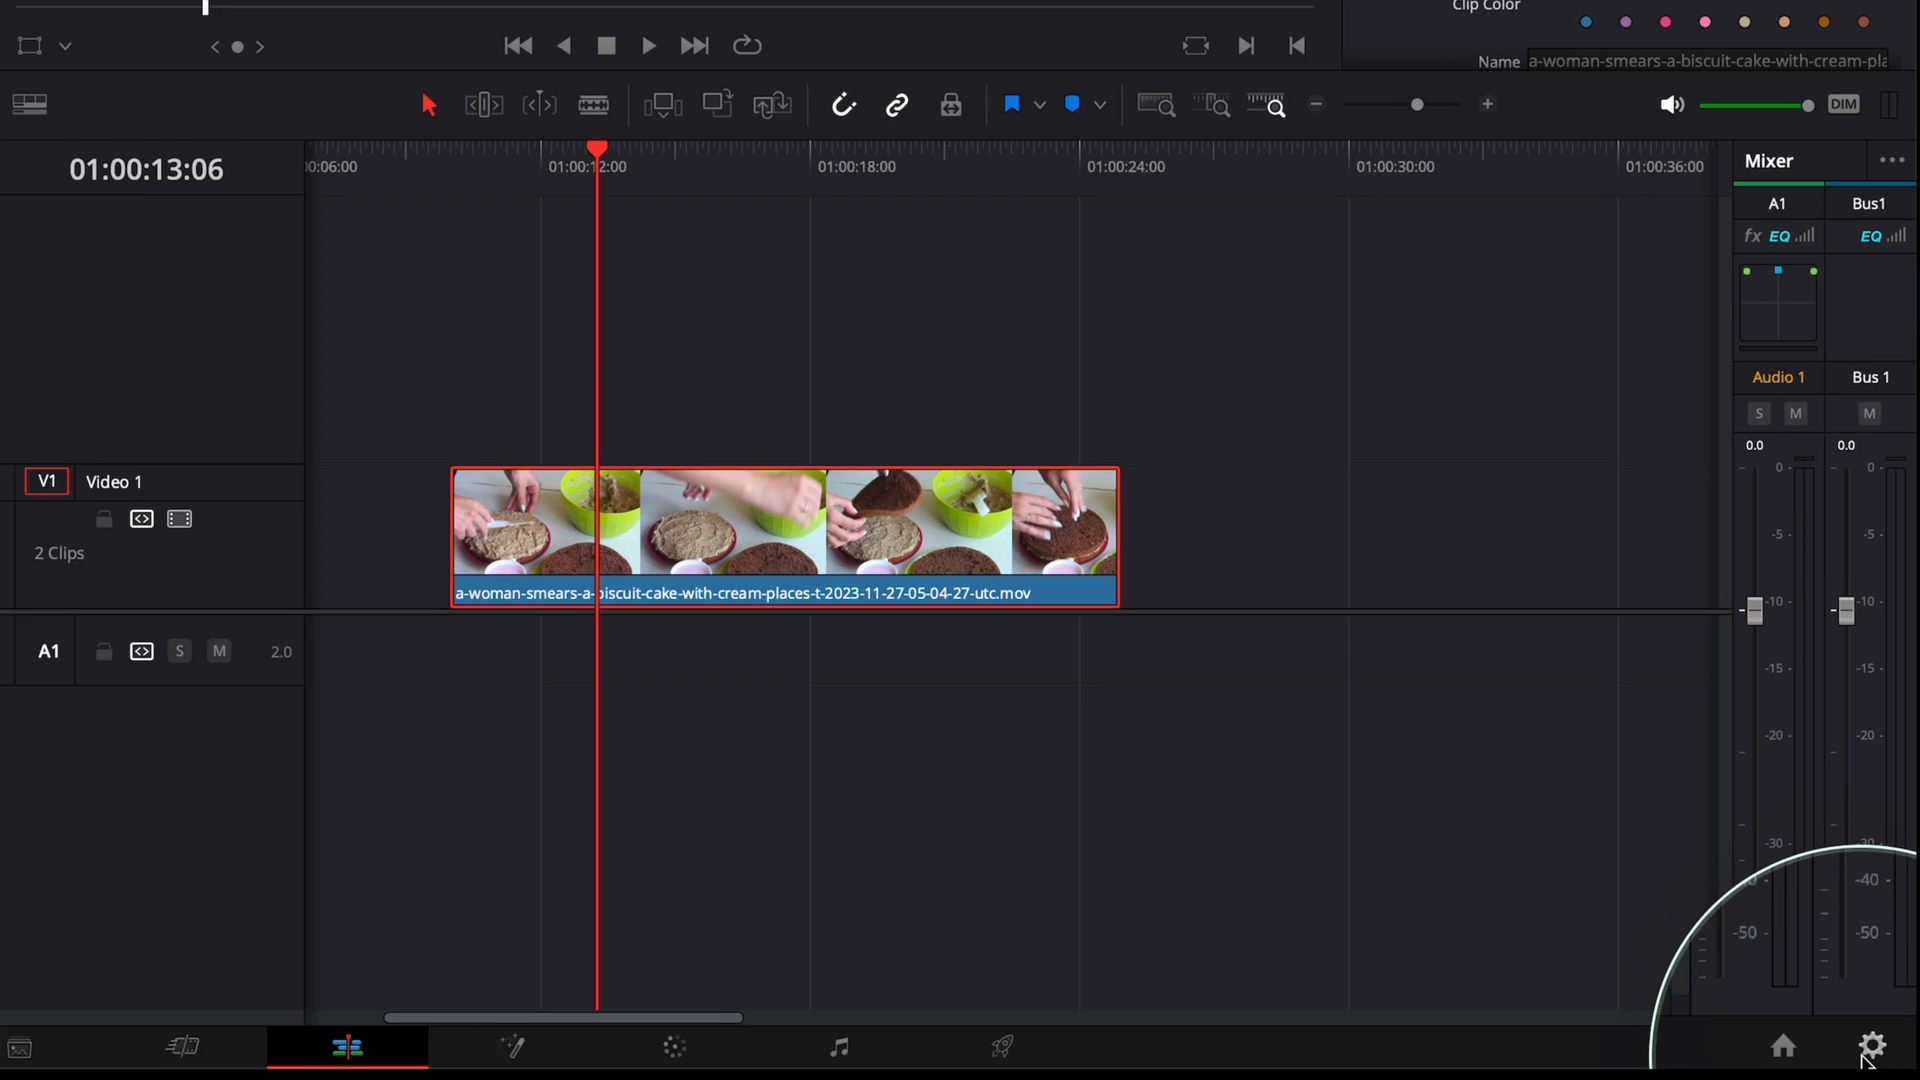 Clip Color
Name a-woman-smears-a-biscuit-cake-with-cream-pla
DIM
01:00:13:06
00:06:00 01:00:12:00 01:00:18:00 01:00:24:00 01:00:30:00 01:00:36:00
Mixer
A1 Bus1
fx EQ EQ
Audio 1 Bus 1
S M M
0.0 0.0
0 0
-5 -5
-10 -10
-15 -15
-20 -20
-30 -30
-40
-50 -50
V1 Video 1
2 Clips
a-woman-smears-a-biscuit-cake-with-cream-places-t-2023-11-27-05-04-27-utc.mov
A1 S M 2.0